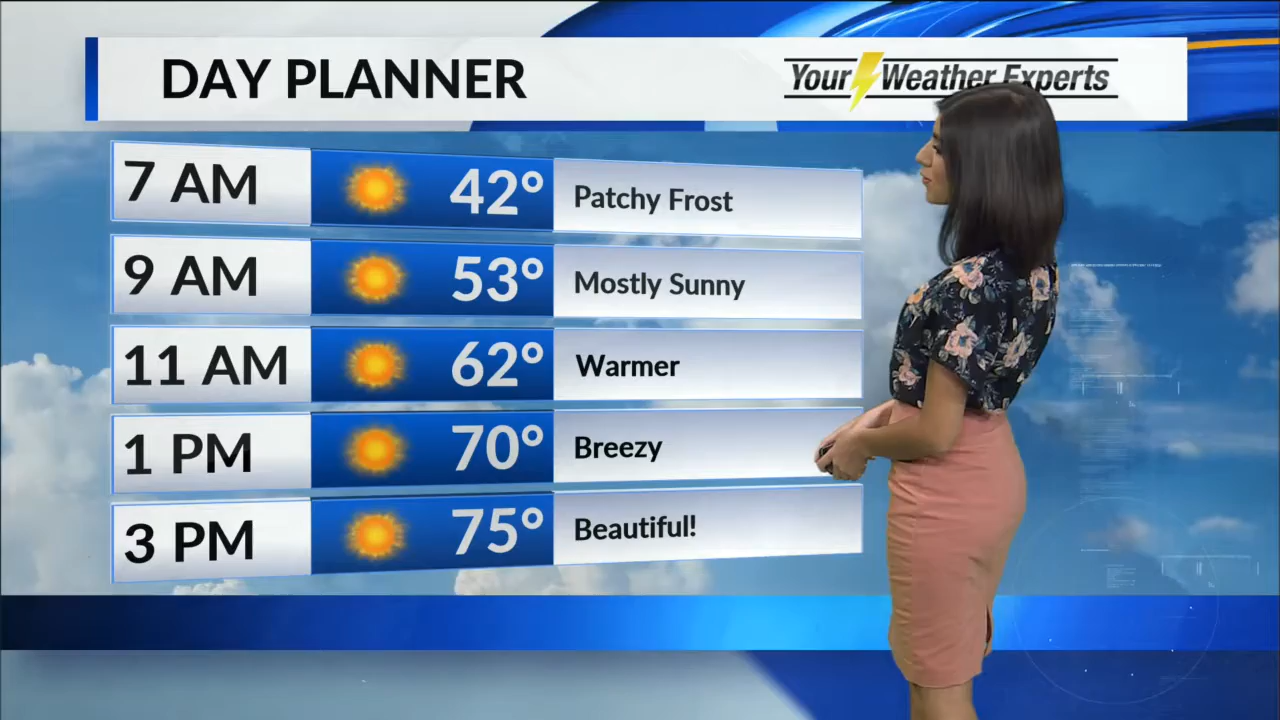 DAY PLANNER
Your Weather Experts
7 AM 42° Patchy Frost
9 AM 53° Mostly Sunny
11 AM 62° Warmer
1 PM 70° Breezy
3 PM 75° Beautiful!